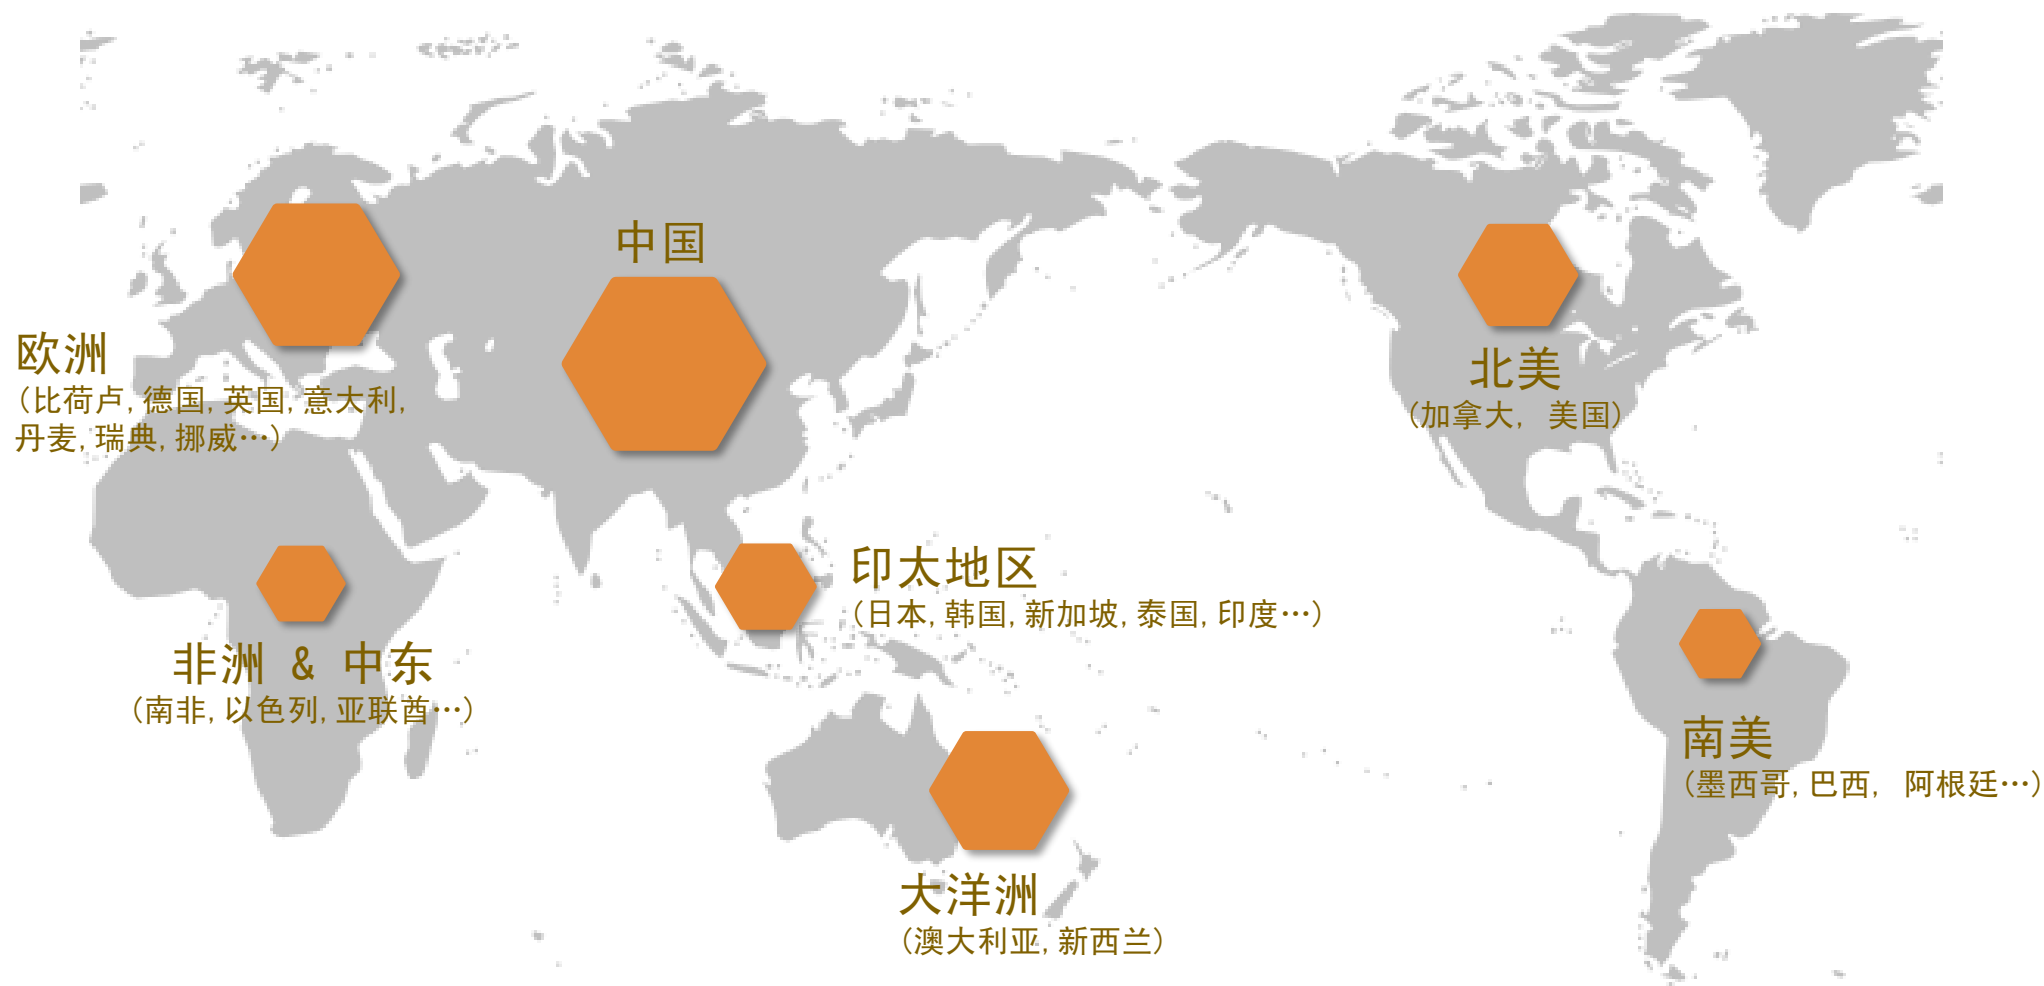 中国
欧洲
(比荷卢,德国,英国,意大利,
丹麦,瑞典,挪威…)
北美
(加拿大, 美国)
印太地区
(日本,韩国,新加坡,泰国,印度…)
非洲 & 中东
(南非,以色列,亚联酋…)
南美
(墨西哥,巴西, 阿根廷…)
大洋洲
(澳大利亚,新西兰)